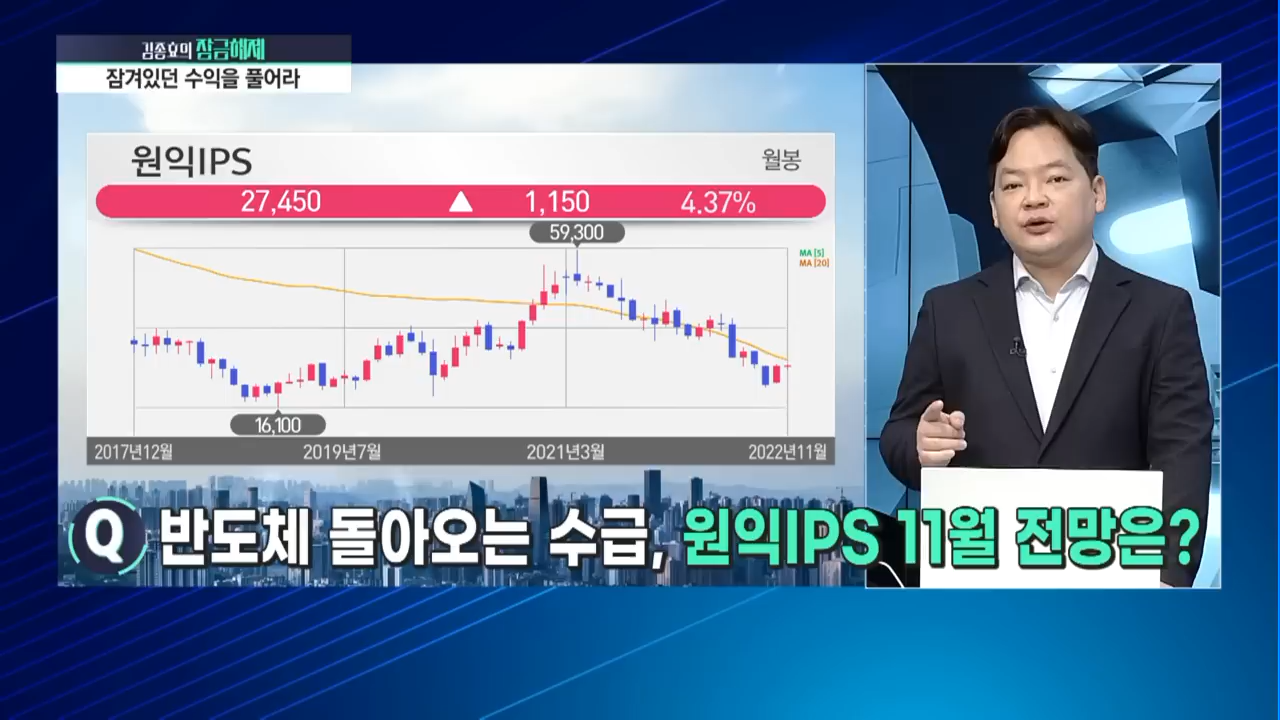 김종효의 잠금해제
잠겨있던 수익을 풀어라
원익IPS 월봉
27,450 ▲ 1,150 4.37%
59,300
MA [5]
MA [20]
16,100
2017년12월 2019년7월 2021년3월 2022년11월
Q 반도체 돌아오는 수급, 원익IPS 11월 전망은?